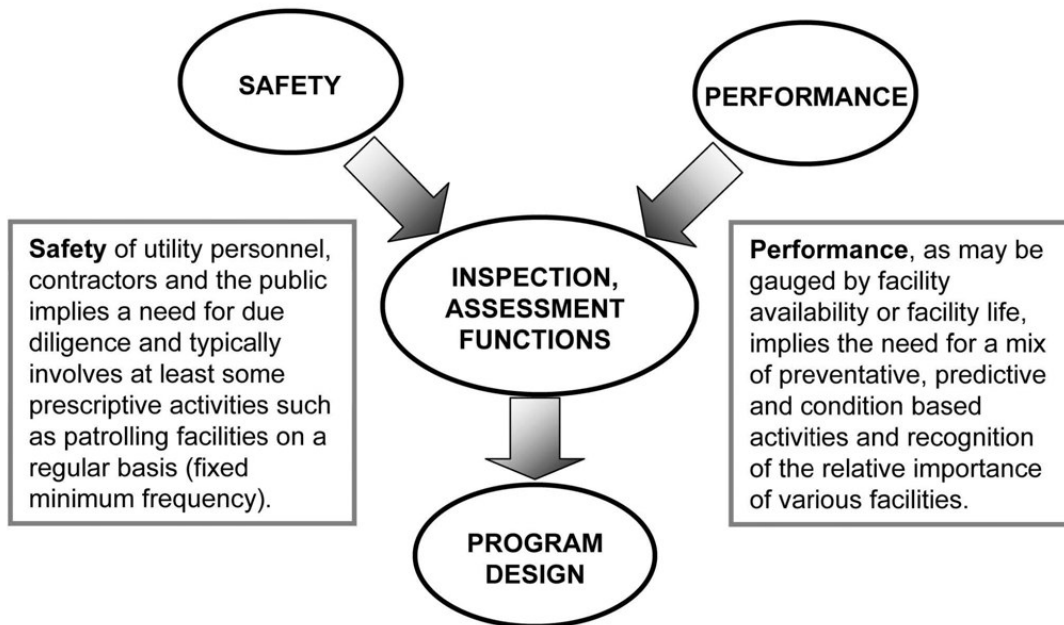 SAFETY
PERFORMANCE
Safety of utility personnel,
contractors and the public
implies a need for due
diligence and typically
involves at least some
prescriptive activities such
as patrolling facilities on a
regular basis (fixed
minimum frequency).
INSPECTION,
ASSESSMENT
FUNCTIONS
Performance, as may be
gauged by facility
availability or facility life,
implies the need for a mix
of preventative, predictive
and condition based
activities and recognition
of the relative importance
of various facilities.
PROGRAM
DESIGN